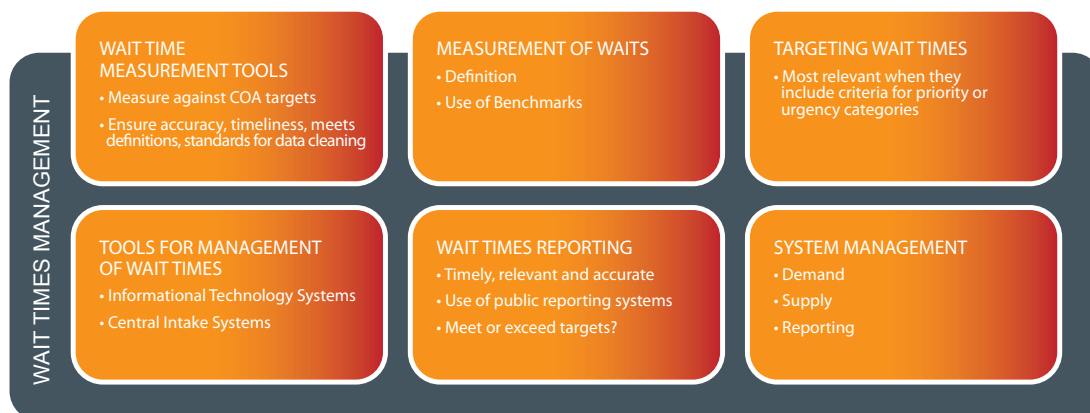 WAIT TIMES MANAGEMENT
WAIT TIME
MEASUREMENT TOOLS
• Measure against COA targets
• Ensure accuracy, timeliness, meets
definitions, standards for data cleaning
MEASUREMENT OF WAITS
• Definition
• Use of Benchmarks
TARGETING WAIT TIMES
• Most relevant when they
include criteria for priority or
urgency categories
TOOLS FOR MANAGEMENT
OF WAIT TIMES
• Informational Technology Systems
• Central Intake Systems
WAIT TIMES REPORTING
• Timely, relevant and accurate
• Use of public reporting systems
• Meet or exceed targets?
SYSTEM MANAGEMENT
• Demand
• Supply
• Reporting